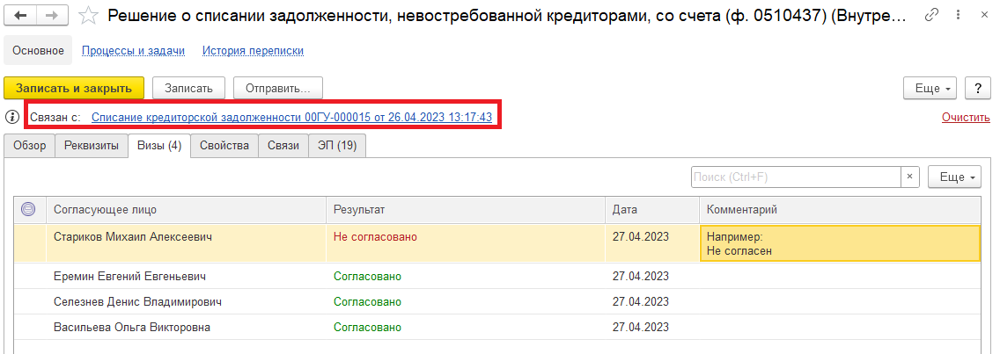 Решение о списании задолженности, невостребованной кредиторами, со счета (ф. 0510437) (Внутре...
Основное Процессы и задачи История переписки
Записать и закрыть Записать Отправить... Еще ?
Связан с: Списание кредиторской задолженности 00ГУ-000015 от 26.04.2023 13:17:43 Очистить
Обзор Реквизиты Визы (4) Свойства Связи ЭП (19)
Поиск (Ctrl+F) × Еще
Согласующее лицо Результат Дата Комментарий
Стариков Михаил Алексеевич Не согласовано 27.04.2023 Например:
Не согласен
Еремин Евгений Евгеньевич Согласовано 27.04.2023
Селезнев Денис Владимирович Согласовано 27.04.2023
Васильева Ольга Викторовна Согласовано 27.04.2023